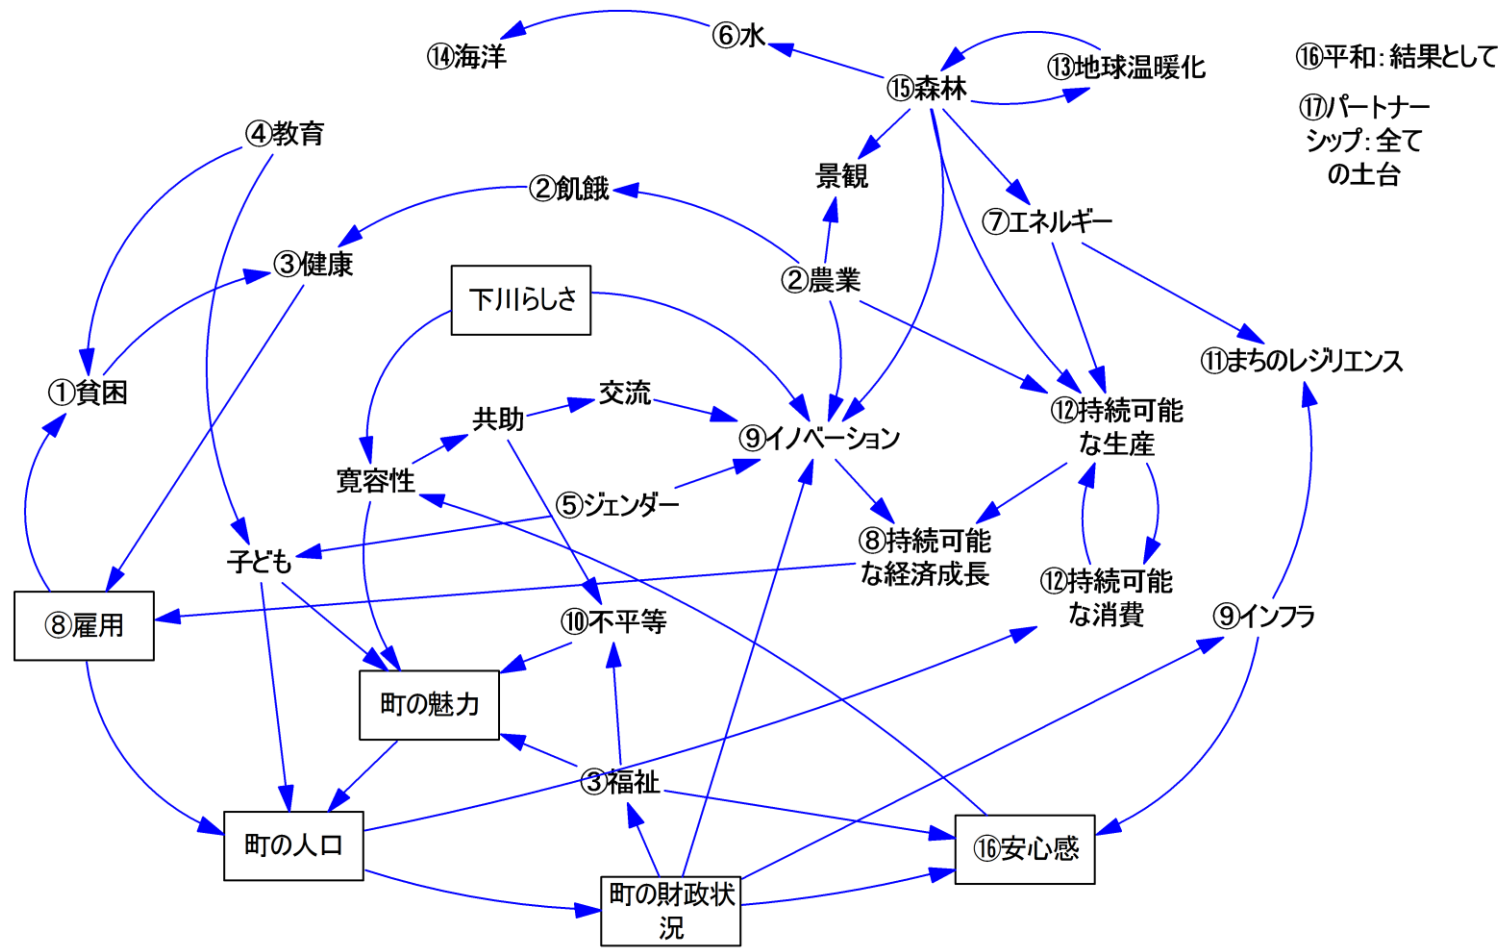 ⑥水
⑭海洋
⑮森林
⑬地球温暖化
⑯平和：結果として
⑰パートナー
シップ：全て
の土台
④教育
②飢餓
景観
⑦エネルギー
③健康
②農業
下川らしさ
⑪まちのレジリエンス
①貧困
交流
共助
⑨イノベーション
⑫持続可能
な生産
寛容性
⑤ジェンダー
⑧持続可能
な経済成長
子ども
⑫持続可能
な消費
⑧雇用
⑩不平等
⑨インフラ
町の魅力
③福祉
町の人口
⑯安心感
町の財政状
況